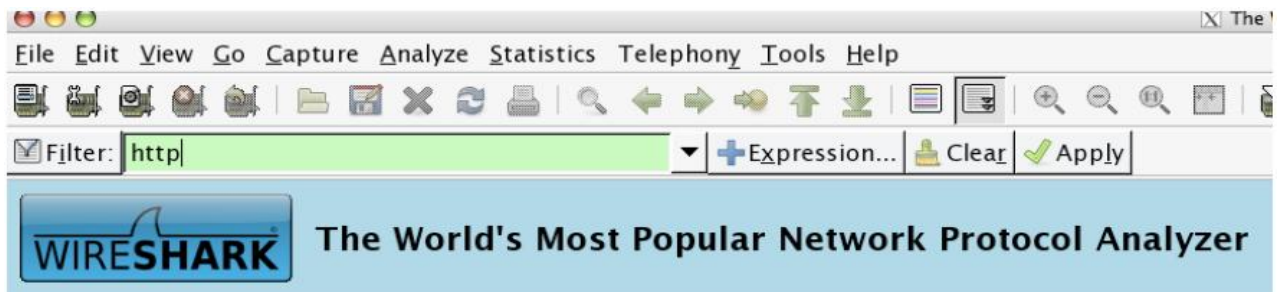 The
File Edit View Go Capture Analyze Statistics Telephony Tools Help
Filter: http Expression... Clear Apply
WIRESHARK The World's Most Popular Network Protocol Analyzer